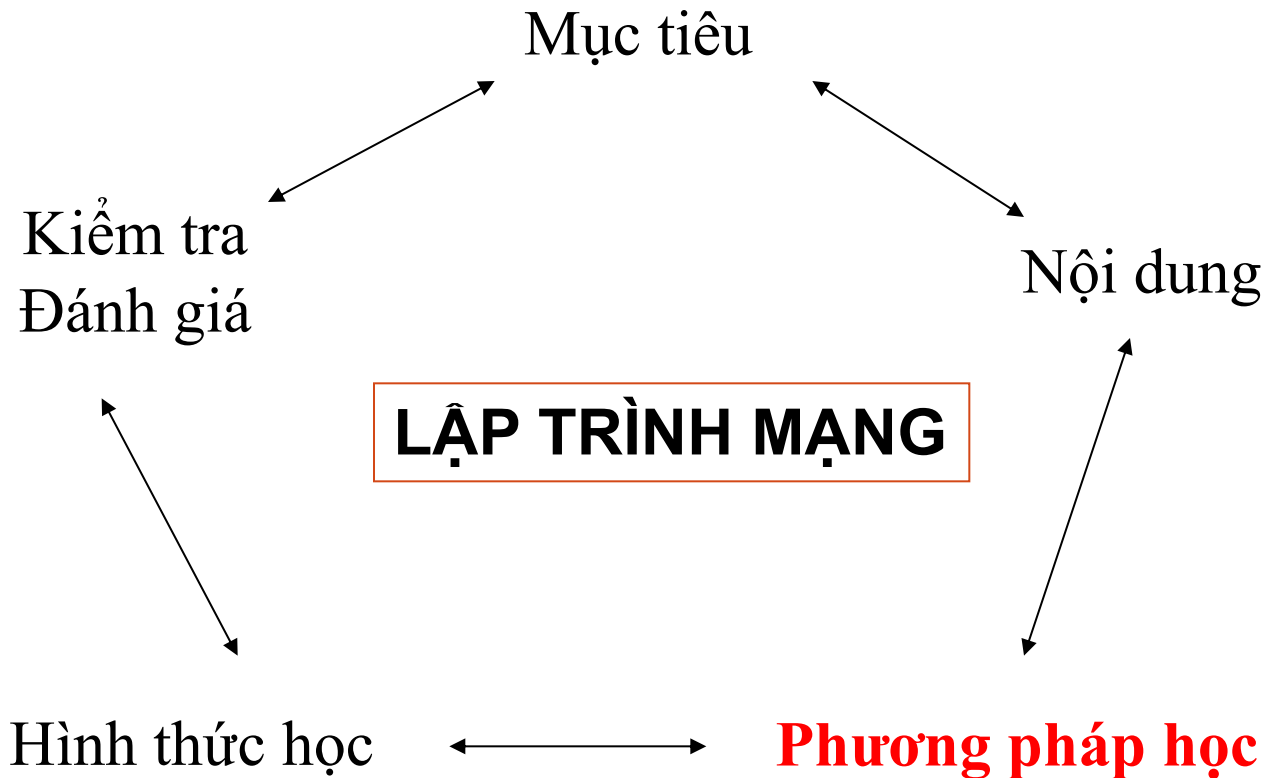 Mục tiêu
Kiểm tra
Đánh giá
Nội dung
LẬP TRÌNH MẠNG
Hình thức học
Phương pháp học